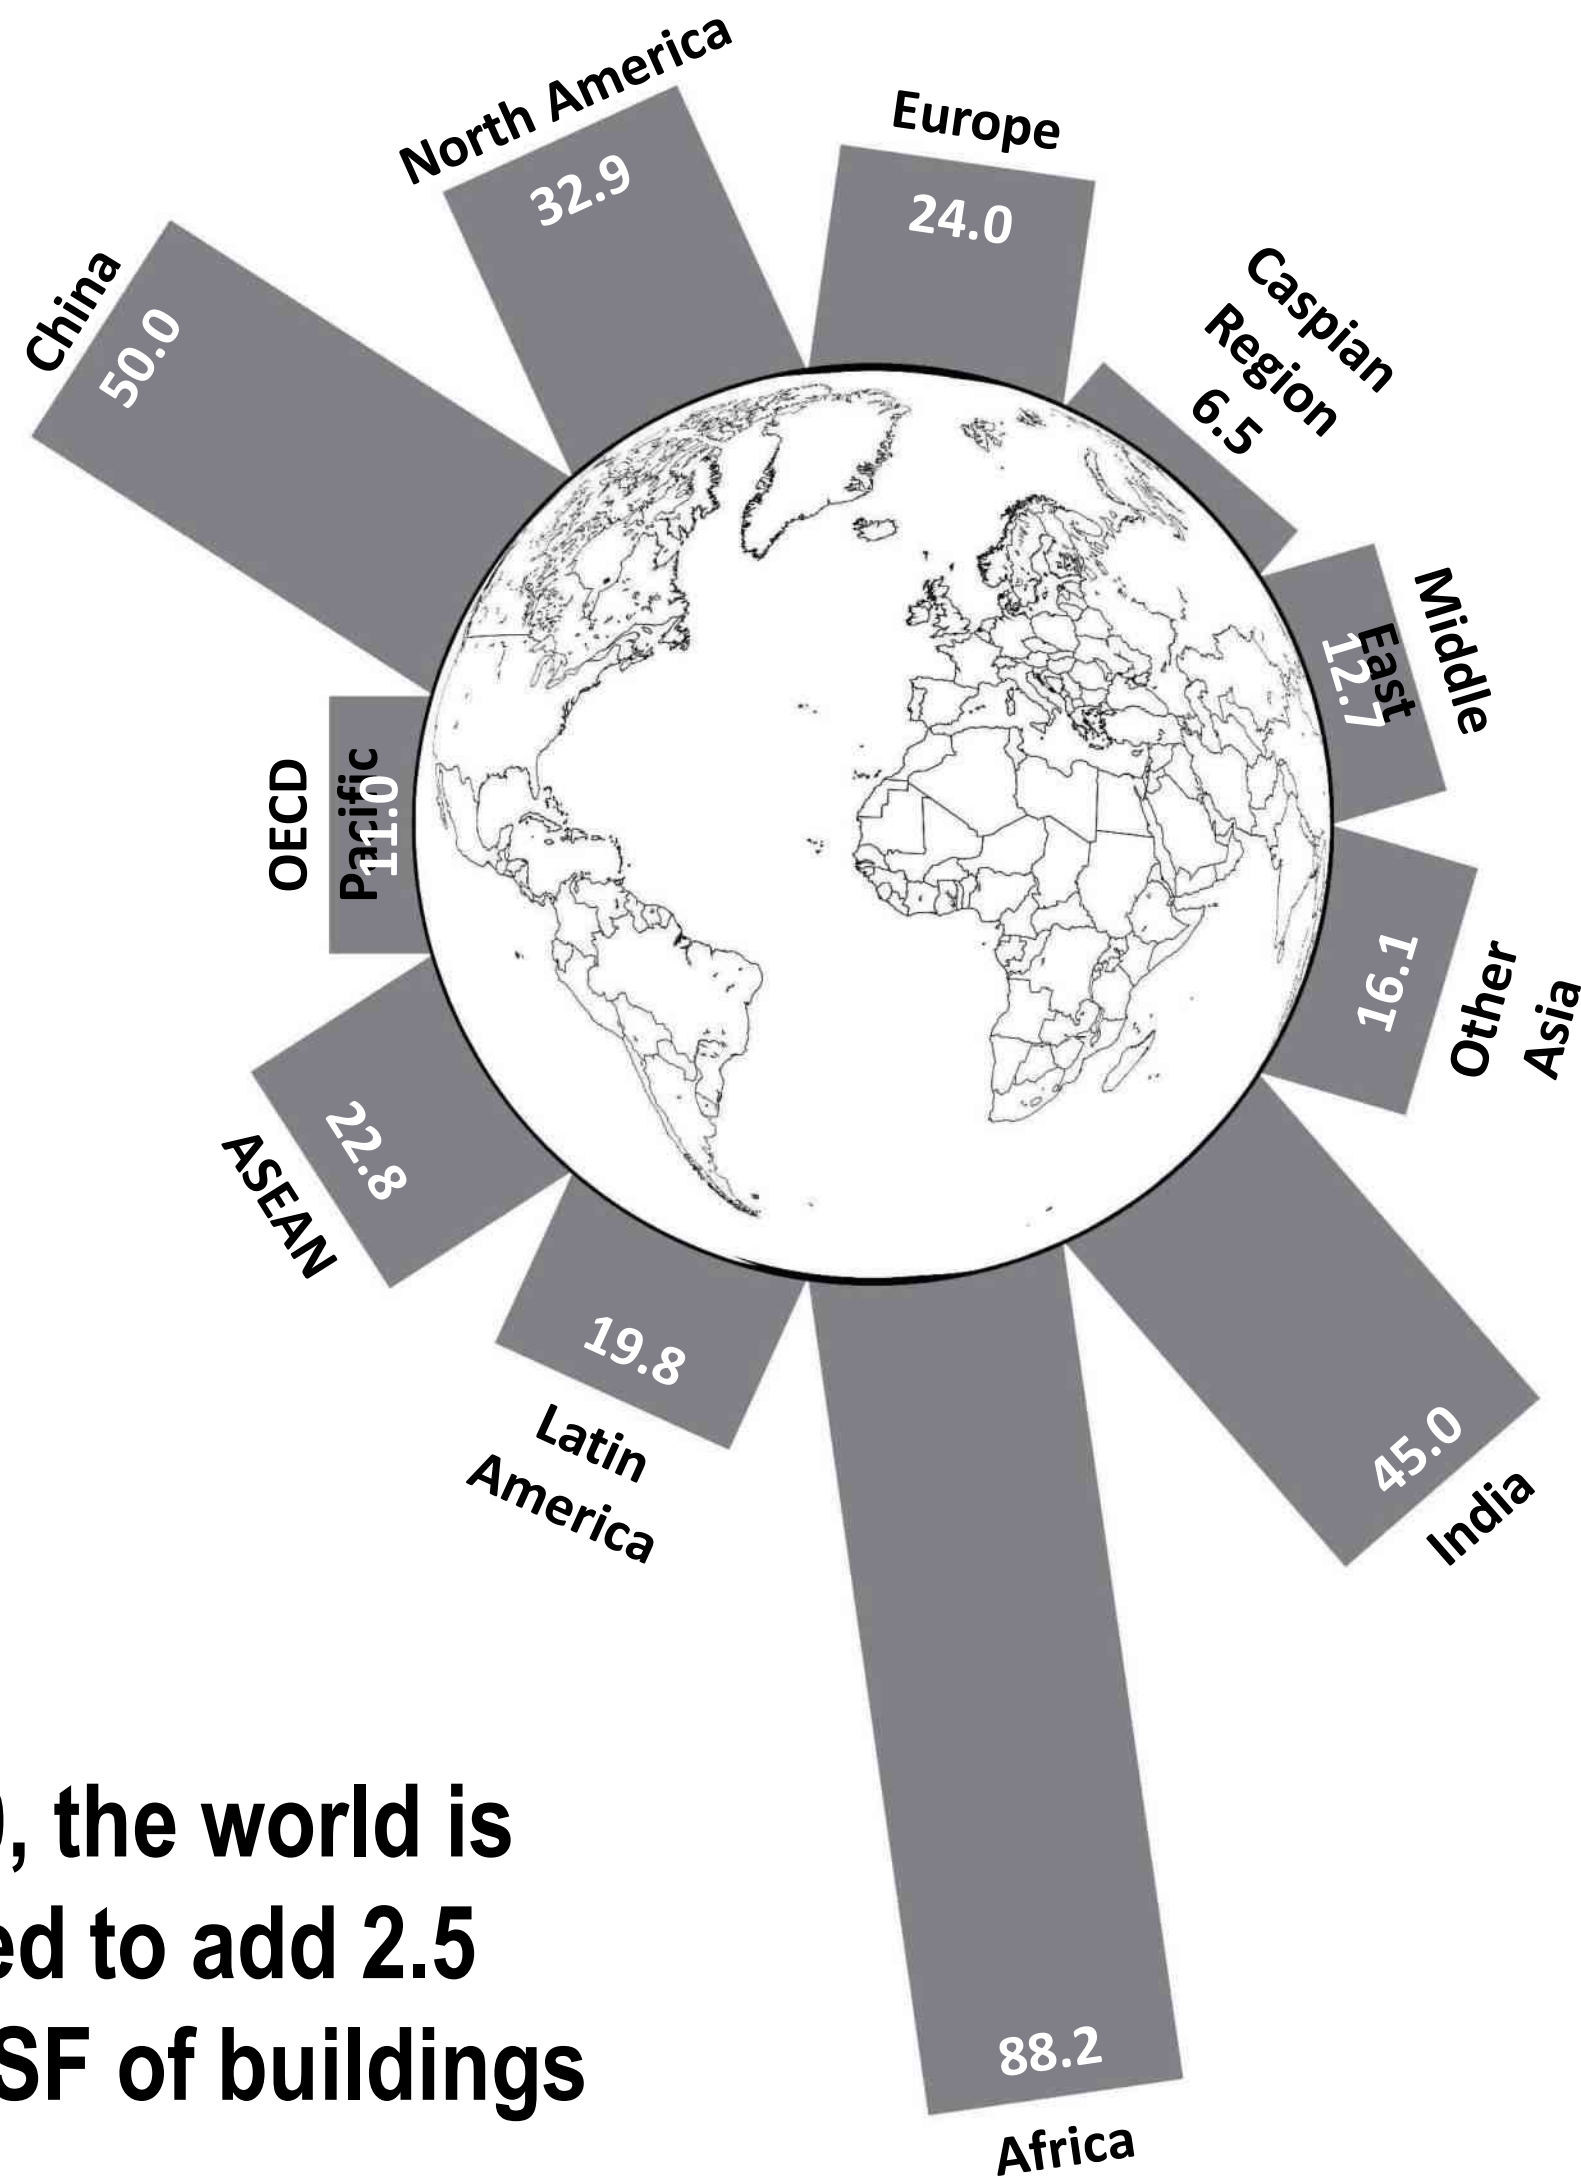 North America
32.9
Europe
24.0
Caspian
Region
6.5
China
50.0
Middle
East
12.7
OECD
Pacific
11.0
16.1
Other
Asia
22.8
ASEAN
19.8
Latin
America
45.0
India
, the world is
ed to add 2.5
SF of buildings
88.2
Africa